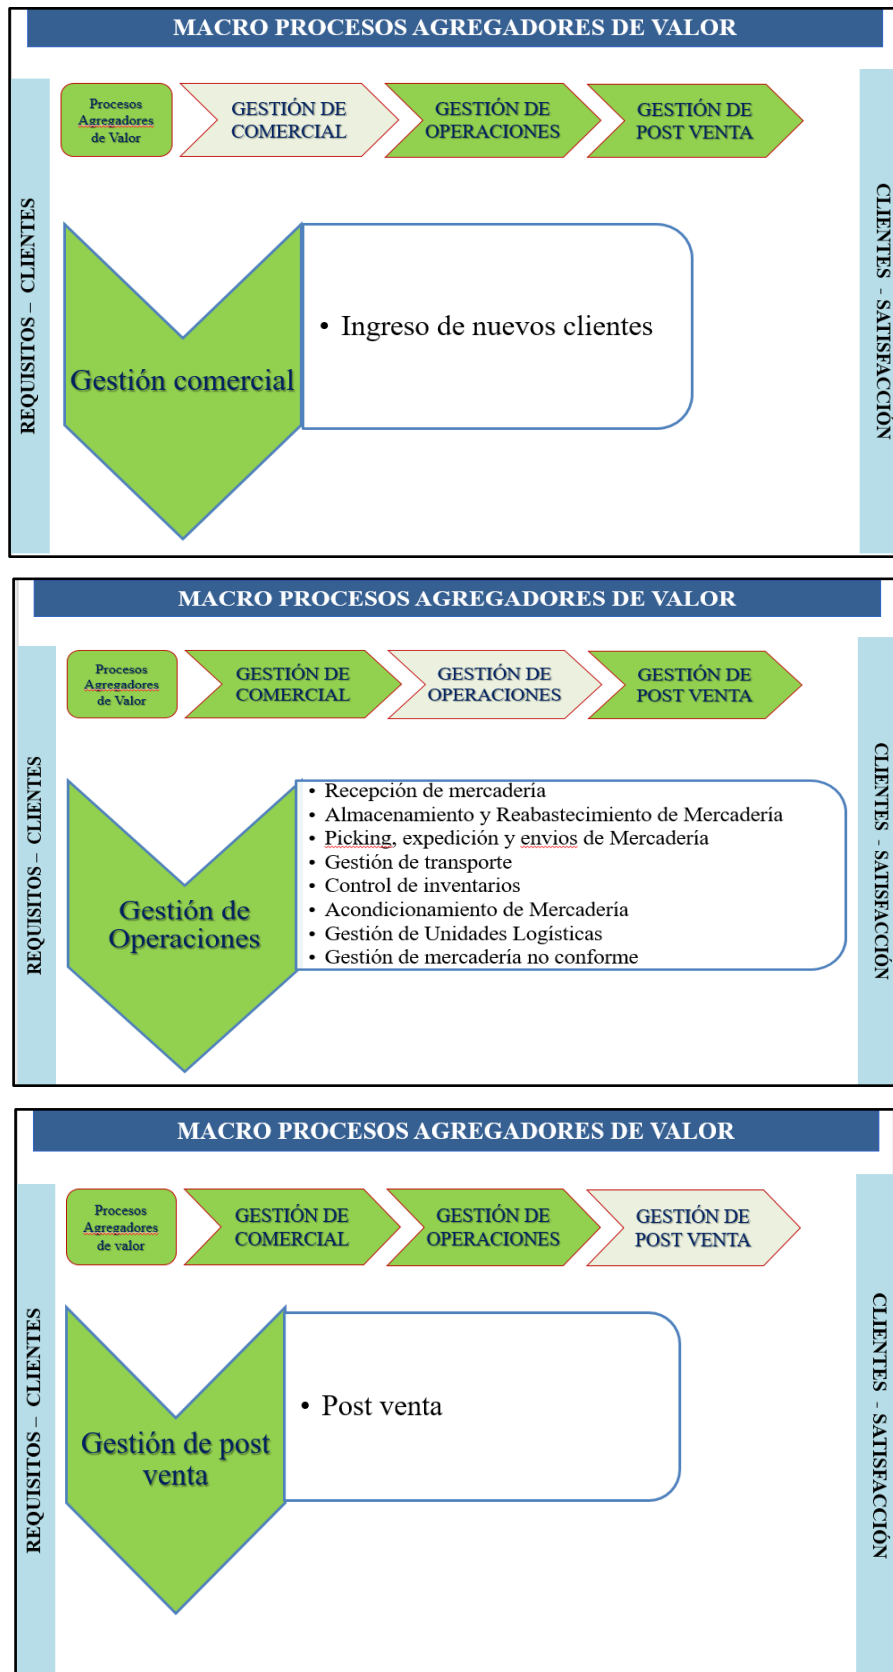 MACRO PROCESOS AGREGADORES DE VALOR
Procesos
Agregadores
de Valor
GESTIÓN DE
COMERCIAL
GESTIÓN DE
OPERACIONES
GESTIÓN DE
POST VENTA
REQUISITOS – CLIENTES
CLIENTES - SATISFACCIÓN
Gestión comercial
• Ingreso de nuevos clientes
MACRO PROCESOS AGREGADORES DE VALOR
Procesos
Agregadores
de Valor
GESTIÓN DE
COMERCIAL
GESTIÓN DE
OPERACIONES
GESTIÓN DE
POST VENTA
REQUISITOS – CLIENTES
CLIENTES - SATISFACCIÓN
Gestión de
Operaciones
• Recepción de mercadería
• Almacenamiento y Reabastecimiento de Mercadería
• Picking, expedición y envios de Mercadería
• Gestión de transporte
• Control de inventarios
• Acondicionamiento de Mercadería
• Gestión de Unidades Logísticas
• Gestión de mercadería no conforme
MACRO PROCESOS AGREGADORES DE VALOR
Procesos
Agregadores
de valor
GESTIÓN DE
COMERCIAL
GESTIÓN DE
OPERACIONES
GESTIÓN DE
POST VENTA
REQUISITOS – CLIENTES
CLIENTES - SATISFACCIÓN
Gestión de post
venta
• Post venta